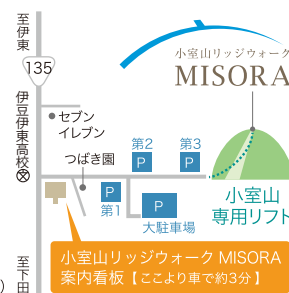 至伊東
小室山リッジウォーク
MISORA
135
セブン
イレブン
伊豆伊東高校
第2
第3
P
P
つばき園
P
第1
P
大駐車場
小室山
専用リフト
小室山リッジウォーク MISORA
案内看板【ここより車で約3分】
至下田
)